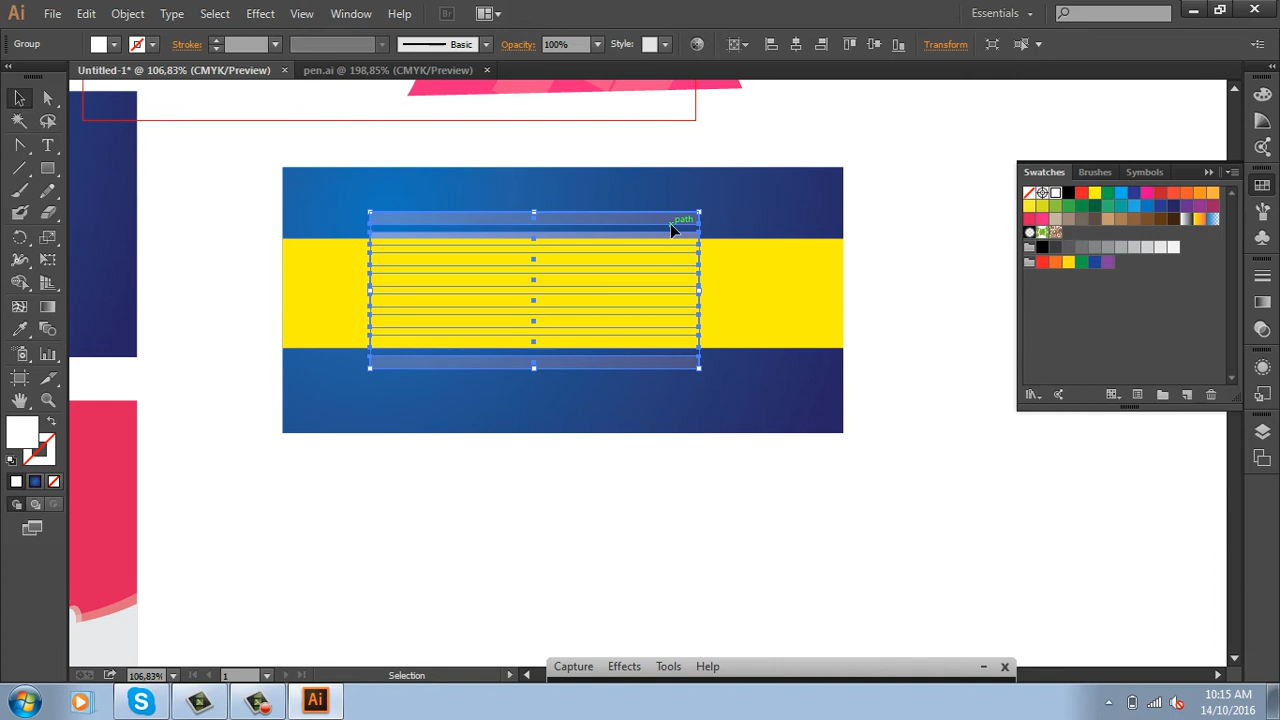 Ai File Edit Object Type Select Effect View Window Help Br Essentials
Group Stroke: Basic Opacity: 100% Style: Transform
Untitled-1* @ 106,83% (CMYK/Preview) × pen.ai @ 198,85% (CMYK/Preview) ×
Swatches Brushes Symbols
path
106,83% 1 Selection
Capture Effects Tools Help
Ai
10:15 AM
14/10/2016